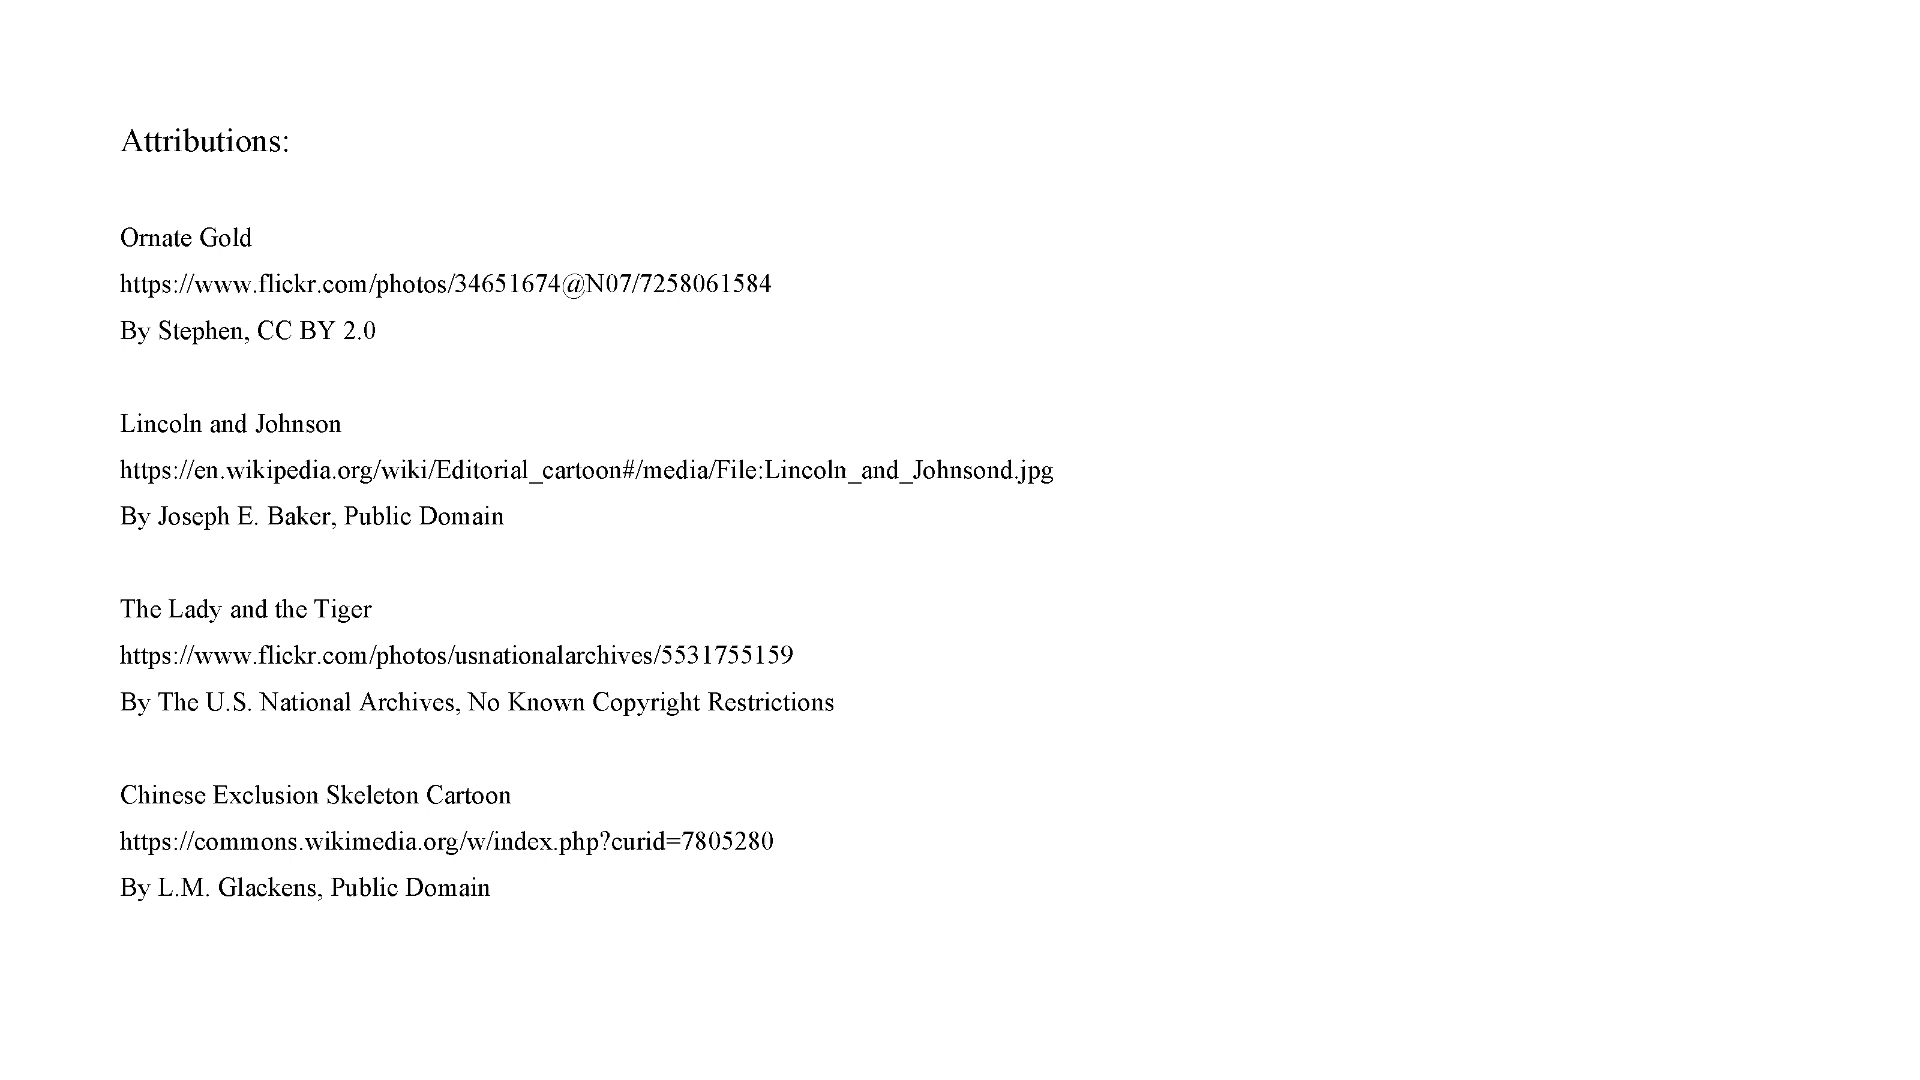 Attributions:
Ornate Gold
https://www.flickr.com/photos/34651674@N07/7258061584
By Stephen, CC BY 2.0
Lincoln and Johnson
https://en.wikipedia.org/wiki/Editorial_cartoon#/media/File:Lincoln_and_Johnsond.jpg
By Joseph E. Baker, Public Domain
The Lady and the Tiger
https://www.flickr.com/photos/usnationalarchives/5531755159
By The U.S. National Archives, No Known Copyright Restrictions
Chinese Exclusion Skeleton Cartoon
https://commons.wikimedia.org/w/index.php?curid=7805280
By L.M. Glackens, Public Domain